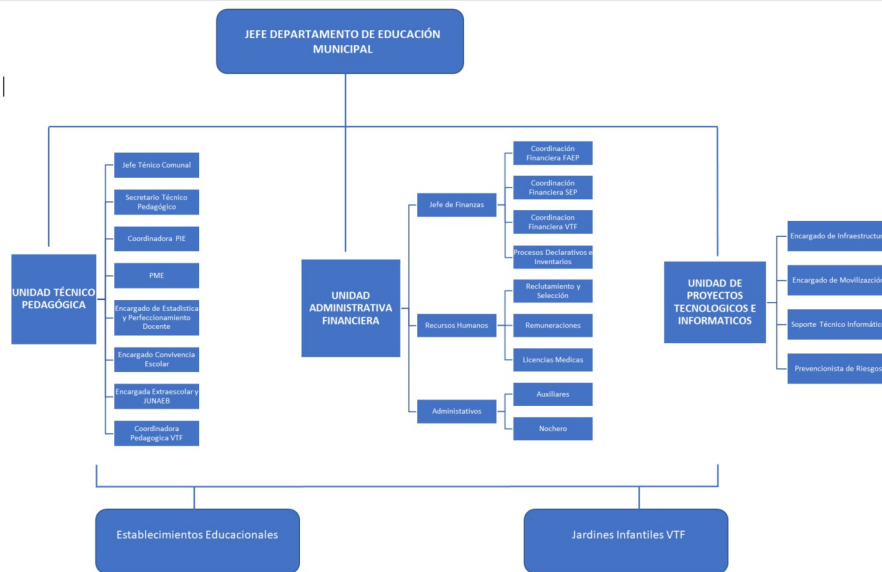 JEFE DEPARTAMENTO DE EDUCACIÓN
MUNICIPAL
UNIDAD TÉCNICO
PEDAGÓGICA
Jefe Ténico Comunal
Secretario Técnico
Pedagógico
Coordinadora PIE
PME
Encargado de Estadistica
y Perfeccionamiento
Docente
Encargado Convivencia
Escolar
Encargada Extraescolar y
JUNAEB
Coordinadora
Pedagogica VTF
UNIDAD
ADMINISTRATIVA
FINANCIERA
Jefe de Finanzas
Coordinación
Financiera FAEP
Coordinación
Financiera SEP
Coordinacion
Financiera VTF
Procesos Declarativos e
Inventarios
Recursos Humanos
Reclutamiento y
Selección
Remuneraciones
Licencias Medicas
Administativos
Auxiliares
Nochero
UNIDAD DE
PROYECTOS
TECNOLOGICOS E
INFORMATICOS
Encargado de Infraestructur
Encargado de Movilizazción
Soporte Técnico Informátic
Prevencionista de Riesgos
Establecimientos Educacionales
Jardines Infantiles VTF